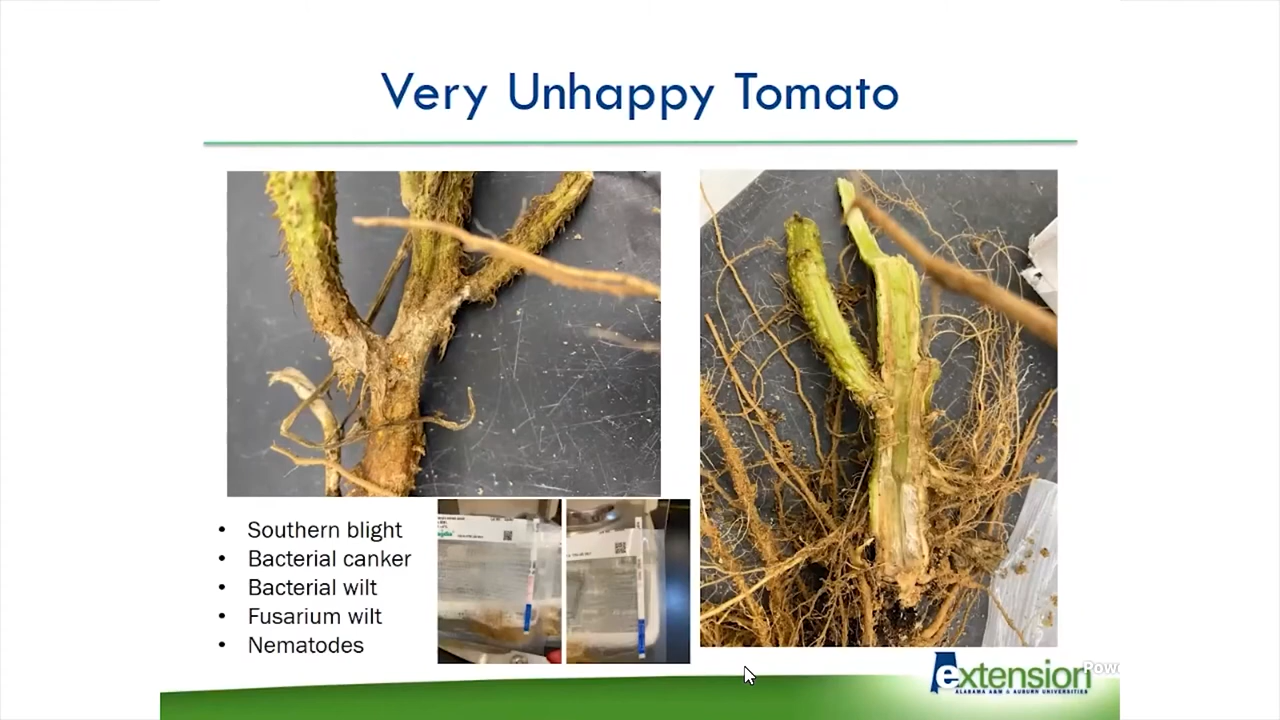 Very Unhappy Tomato
• Southern blight
• Bacterial canker
• Bacterial wilt
• Fusarium wilt
• Nematodes
extension
ALABAMA A&M & AUBURN UNIVERSITIES